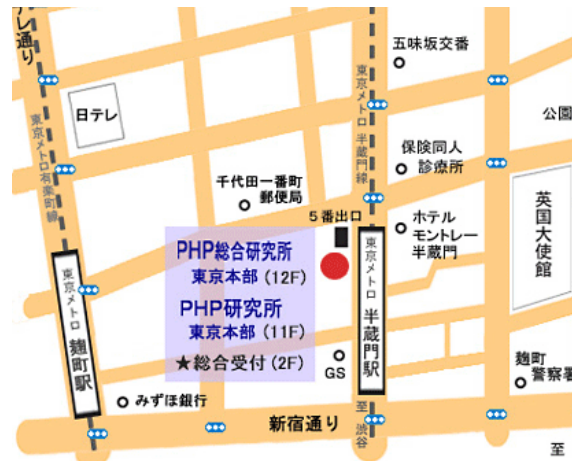 テレ通り
五味坂交番
日テレ
東京メトロ 半蔵門線
公園
東京メトロ有楽町線
保険同人
診療所
千代田一番町
郵便局
英国大使館
5番出口
ホテル
モントレー
半蔵門
PHP総合研究所
東京本部 (12F)
PHP研究所
東京本部 (11F)
★総合受付 (2F)
東京メトロ 麹町駅
東京メトロ 半蔵門駅
GS
麹町
警察署
みずほ銀行
新宿通り
至 渋谷
至